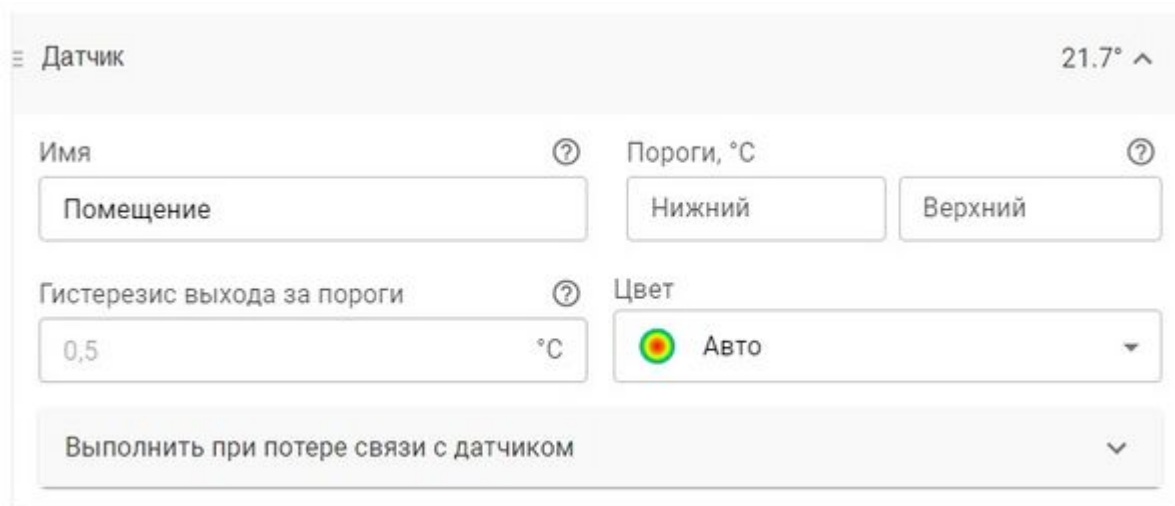 Датчик 21.7°
Имя
Пороги, °C
Помещение
Нижний
Верхний
Гистерезис выхода за пороги
Цвет
0,5 °C
Авто
Выполнить при потере связи с датчиком